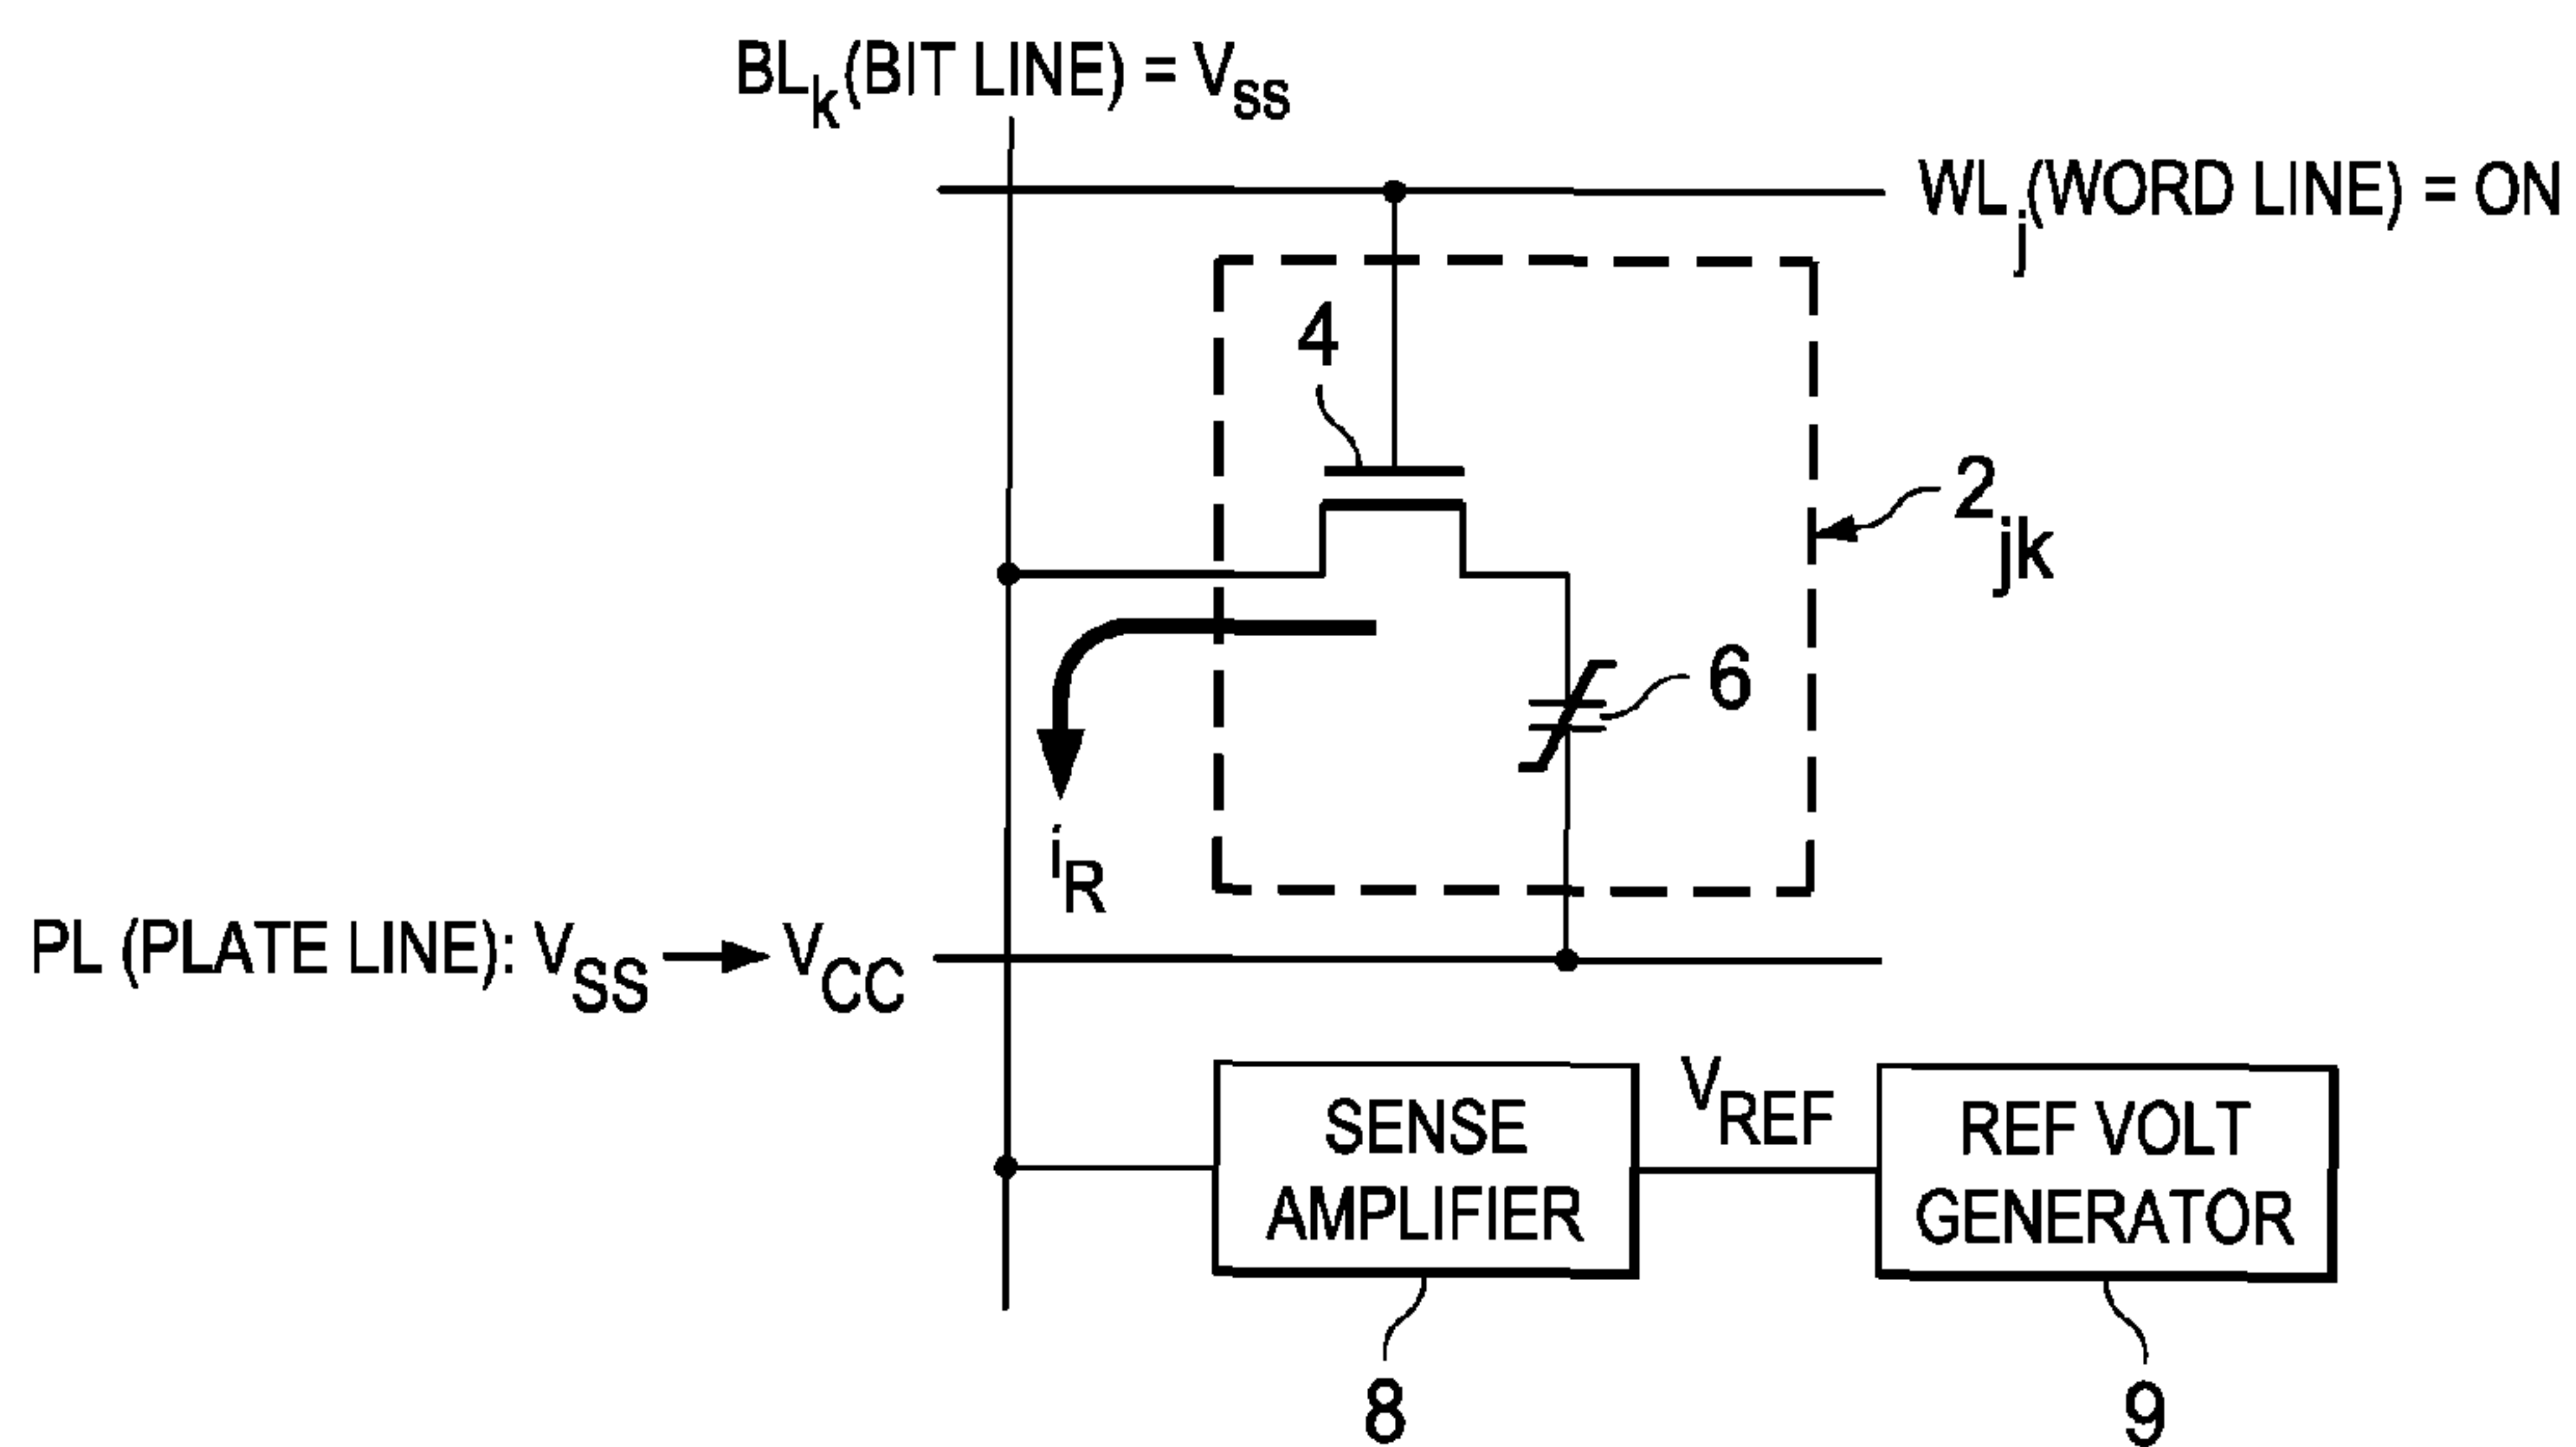 BLk(BIT LINE) = Vss
WLj(WORD LINE) = ON
4
2jk
6
iR
PL (PLATE LINE): VSS → VCC
SENSE AMPLIFIER
VREF
REF VOLT GENERATOR
8
9